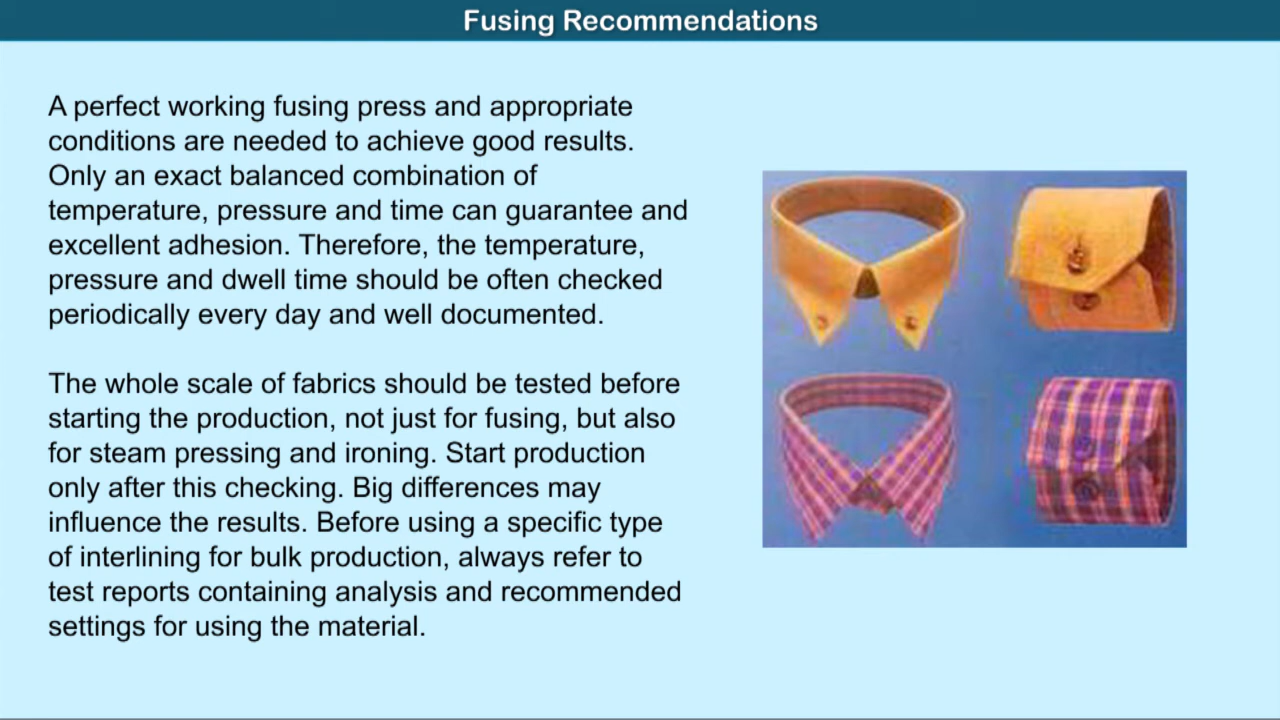 Fusing Recommendations
A perfect working fusing press and appropriate
conditions are needed to achieve good results.
Only an exact balanced combination of
temperature, pressure and time can guarantee and
excellent adhesion. Therefore, the temperature,
pressure and dwell time should be often checked
periodically every day and well documented.
The whole scale of fabrics should be tested before
starting the production, not just for fusing, but also
for steam pressing and ironing. Start production
only after this checking. Big differences may
influence the results. Before using a specific type
of interlining for bulk production, always refer to
test reports containing analysis and recommended
settings for using the material.